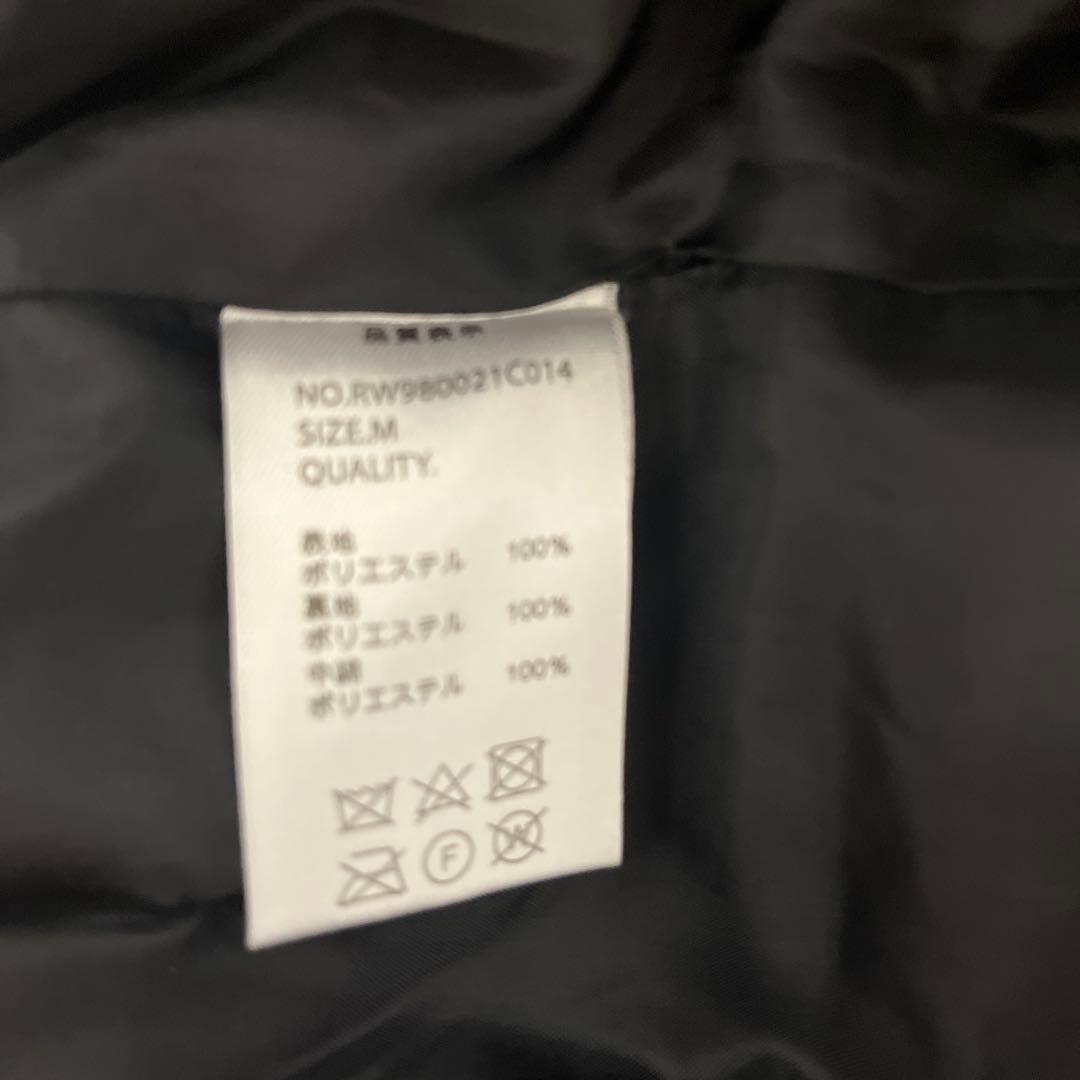 品質表示
NO.RW980021C014
SIZE.M
QUALITY.
表地
ポリエステル 100%
裏地
ポリエステル 100%
中綿
ポリエステル 100%
F
W